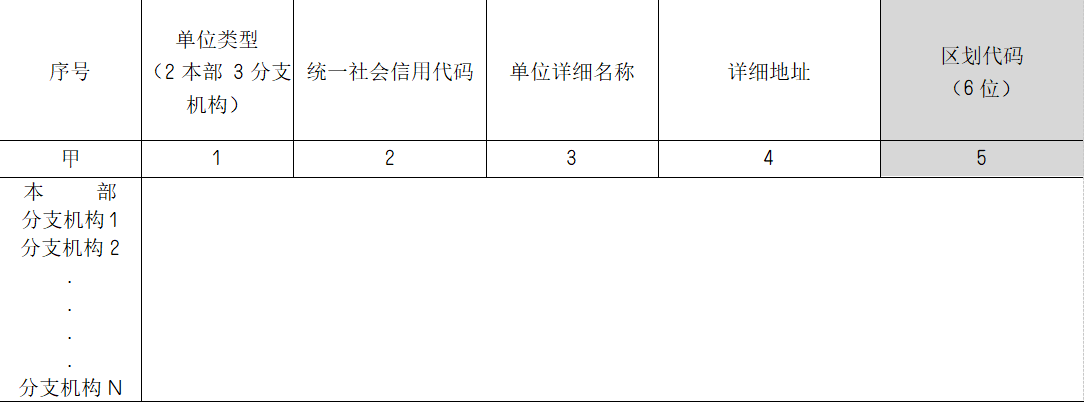 序号
单位类型
（2 本部 3 分支
机构）
统一社会信用代码
单位详细名称
详细地址
区划代码
（6 位）
甲
1
2
3
4
5
本 部
分支机构 1
分支机构 2
.
.
.
.
分支机构 N